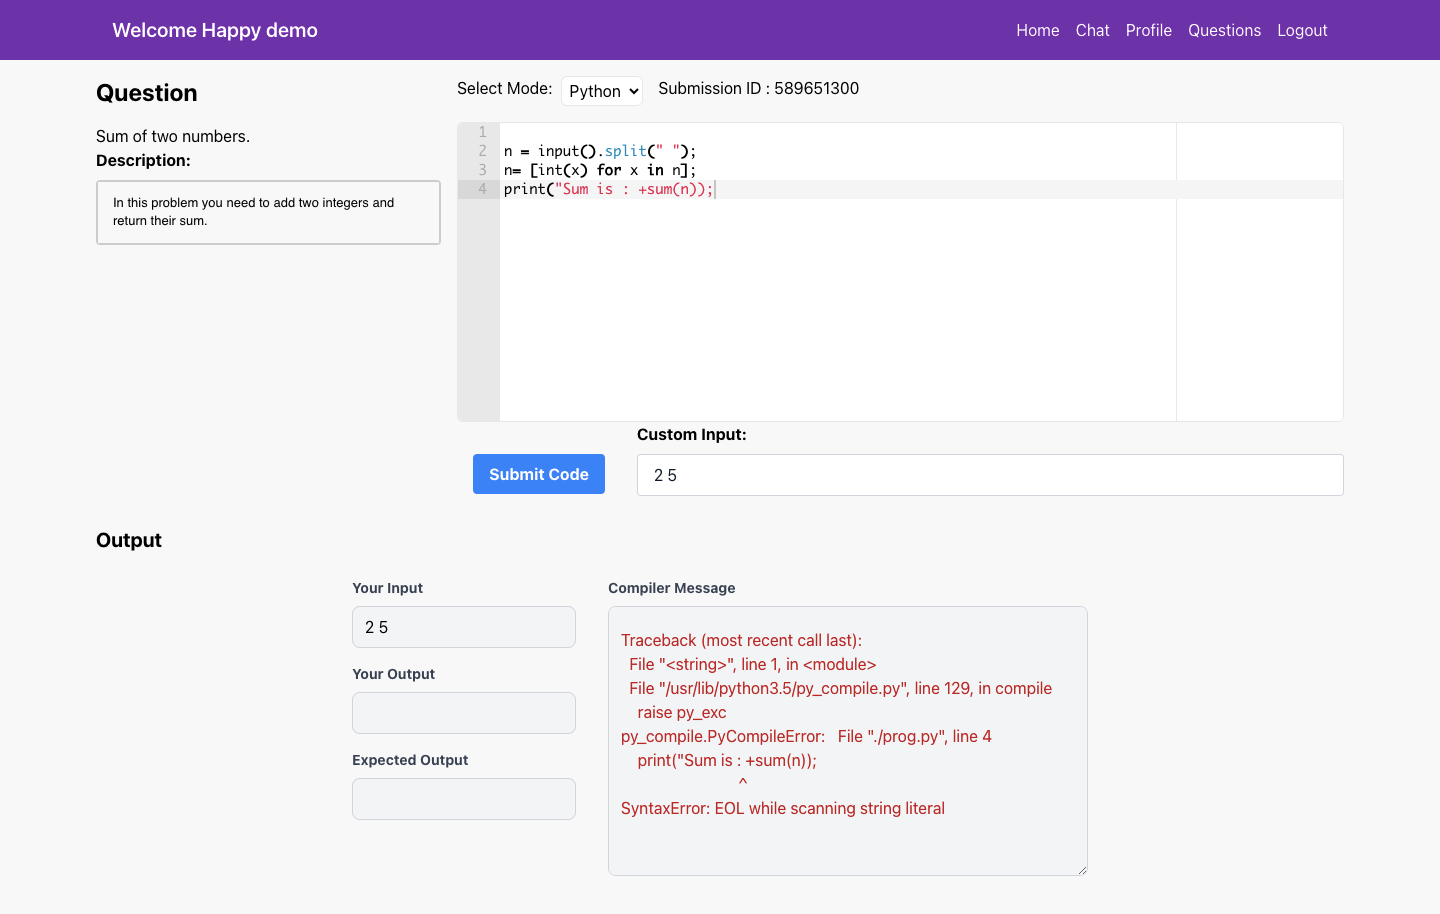 Welcome Happy demo
Home Chat Profile Questions Logout
Question
Sum of two numbers.
Description:
In this problem you need to add two integers and
return their sum.
Select Mode: Python Submission ID : 589651300
1
2 n = input().split(" ");
3 n= [int(x) for x in n];
4 print("Sum is : +sum(n));
Custom Input:
Submit Code
2 5
Output
Your Input
2 5
Your Output
Expected Output
Compiler Message
Traceback (most recent call last):
  File "<string>", line 1, in <module>
  File "/usr/lib/python3.5/py_compile.py", line 129, in compile
    raise py_exc
py_compile.PyCompileError:   File "./prog.py", line 4
    print("Sum is : +sum(n));
                            ^
SyntaxError: EOL while scanning string literal